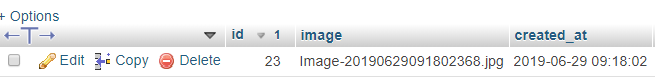 + Options
id 1 image created_at
Edit Copy Delete 23 Image-20190629091802368.jpg 2019-06-29 09:18:02